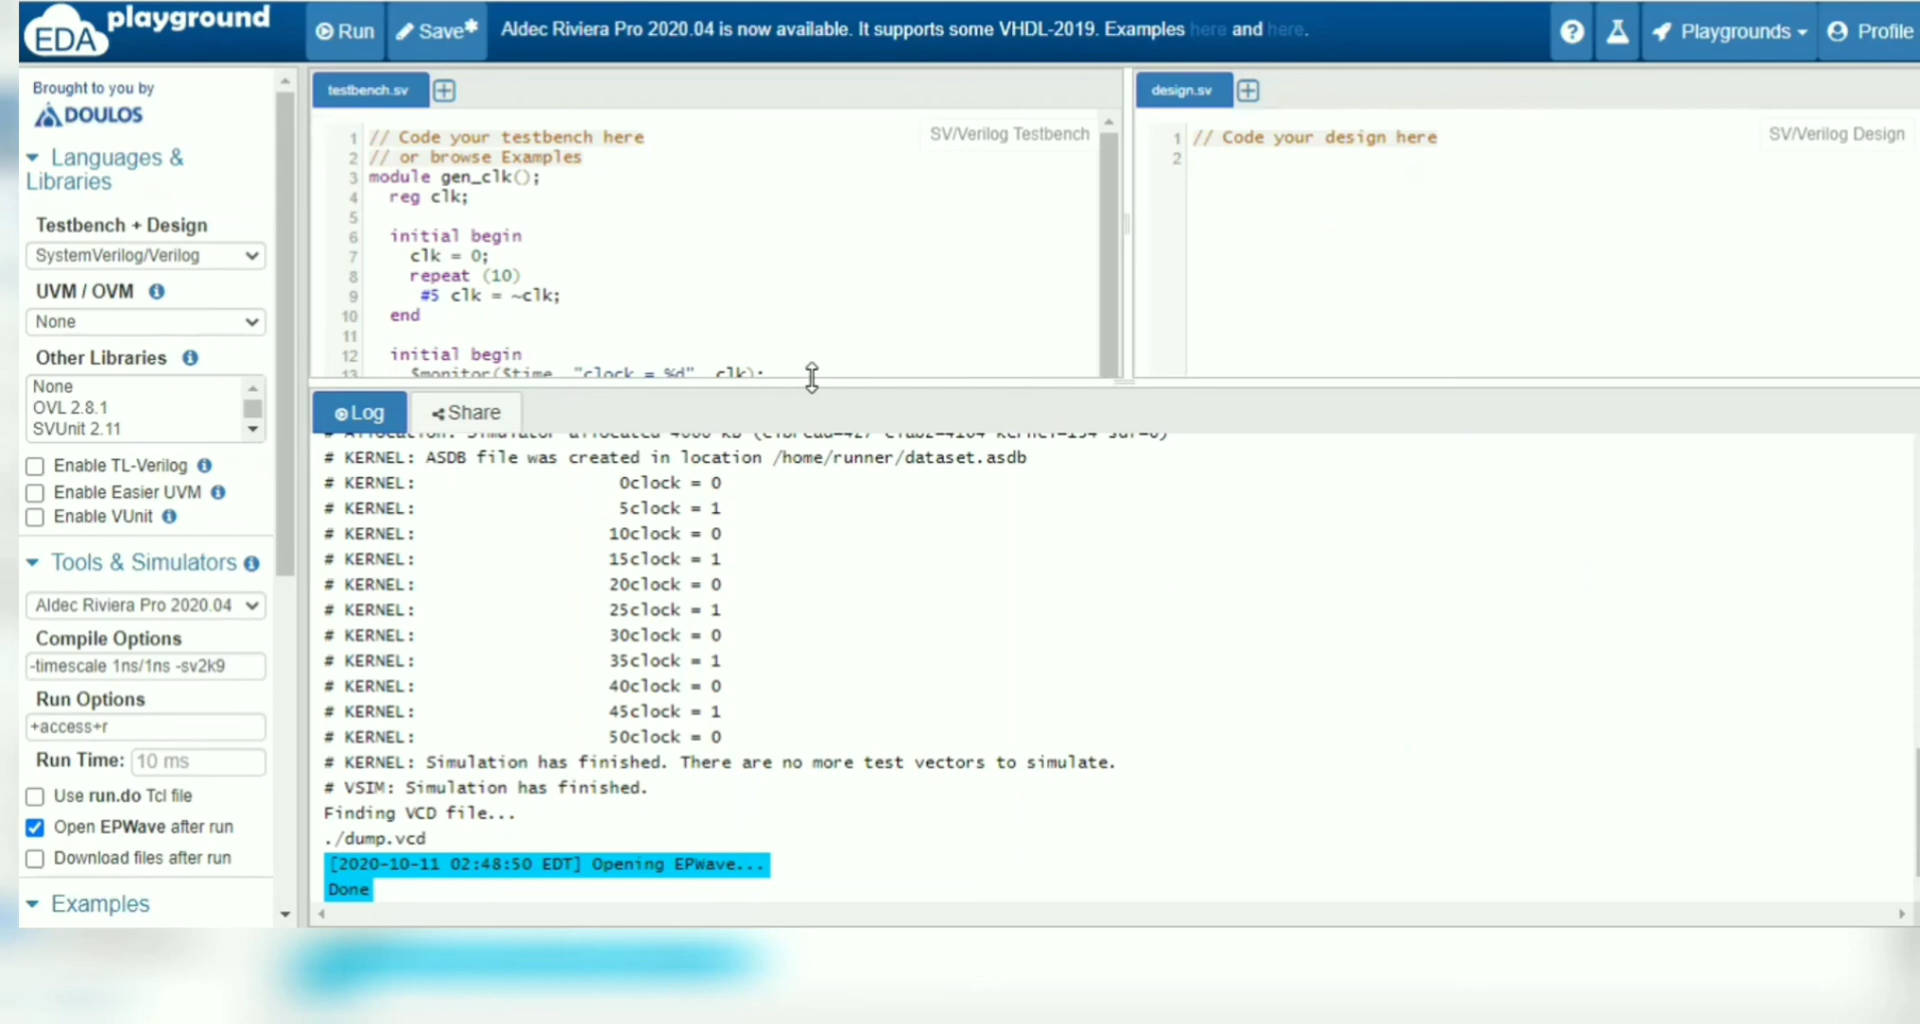 EDA playground
Run
Save*
Aldec Riviera Pro 2020.04 is now available. It supports some VHDL-2019. Examples here and here.
Playgrounds
Profile
Brought to you by
DOULOS
Languages &
Libraries
Testbench + Design
SystemVerilog/Verilog
UVM / OVM
None
Other Libraries
None
OVL 2.8.1
SVUnit 2.11
Enable TL-Verilog
Enable Easier UVM
Enable VUnit
Tools & Simulators
Aldec Riviera Pro 2020.04
Compile Options
-timescale 1ns/1ns -sv2k9
Run Options
+access+r
Run Time: 10 ms
Use run.do Tcl file
Open EPWave after run
Download files after run
Examples
testbench.sv
SV/Verilog Testbench
1 // Code your testbench here
2 // or browse Examples
3 module gen_clk();
4 reg clk;
5
6 initial begin
7 clk = 0;
8 repeat (10)
9 #5 clk = ~clk;
10 end
11
12 initial begin
13 $monitor($time, "clock = %d", clk);
design.sv
SV/Verilog Design
1 // Code your design here
2
Log
Share
# KERNEL: ASDB file was created in location /home/runner/dataset.asdb
# KERNEL: 0clock = 0
# KERNEL: 5clock = 1
# KERNEL: 10clock = 0
# KERNEL: 15clock = 1
# KERNEL: 20clock = 0
# KERNEL: 25clock = 1
# KERNEL: 30clock = 0
# KERNEL: 35clock = 1
# KERNEL: 40clock = 0
# KERNEL: 45clock = 1
# KERNEL: 50clock = 0
# KERNEL: Simulation has finished. There are no more test vectors to simulate.
# VSIM: Simulation has finished.
Finding VCD file...
./dump.vcd
[2020-10-11 02:48:50 EDT] Opening EPWave...
Done